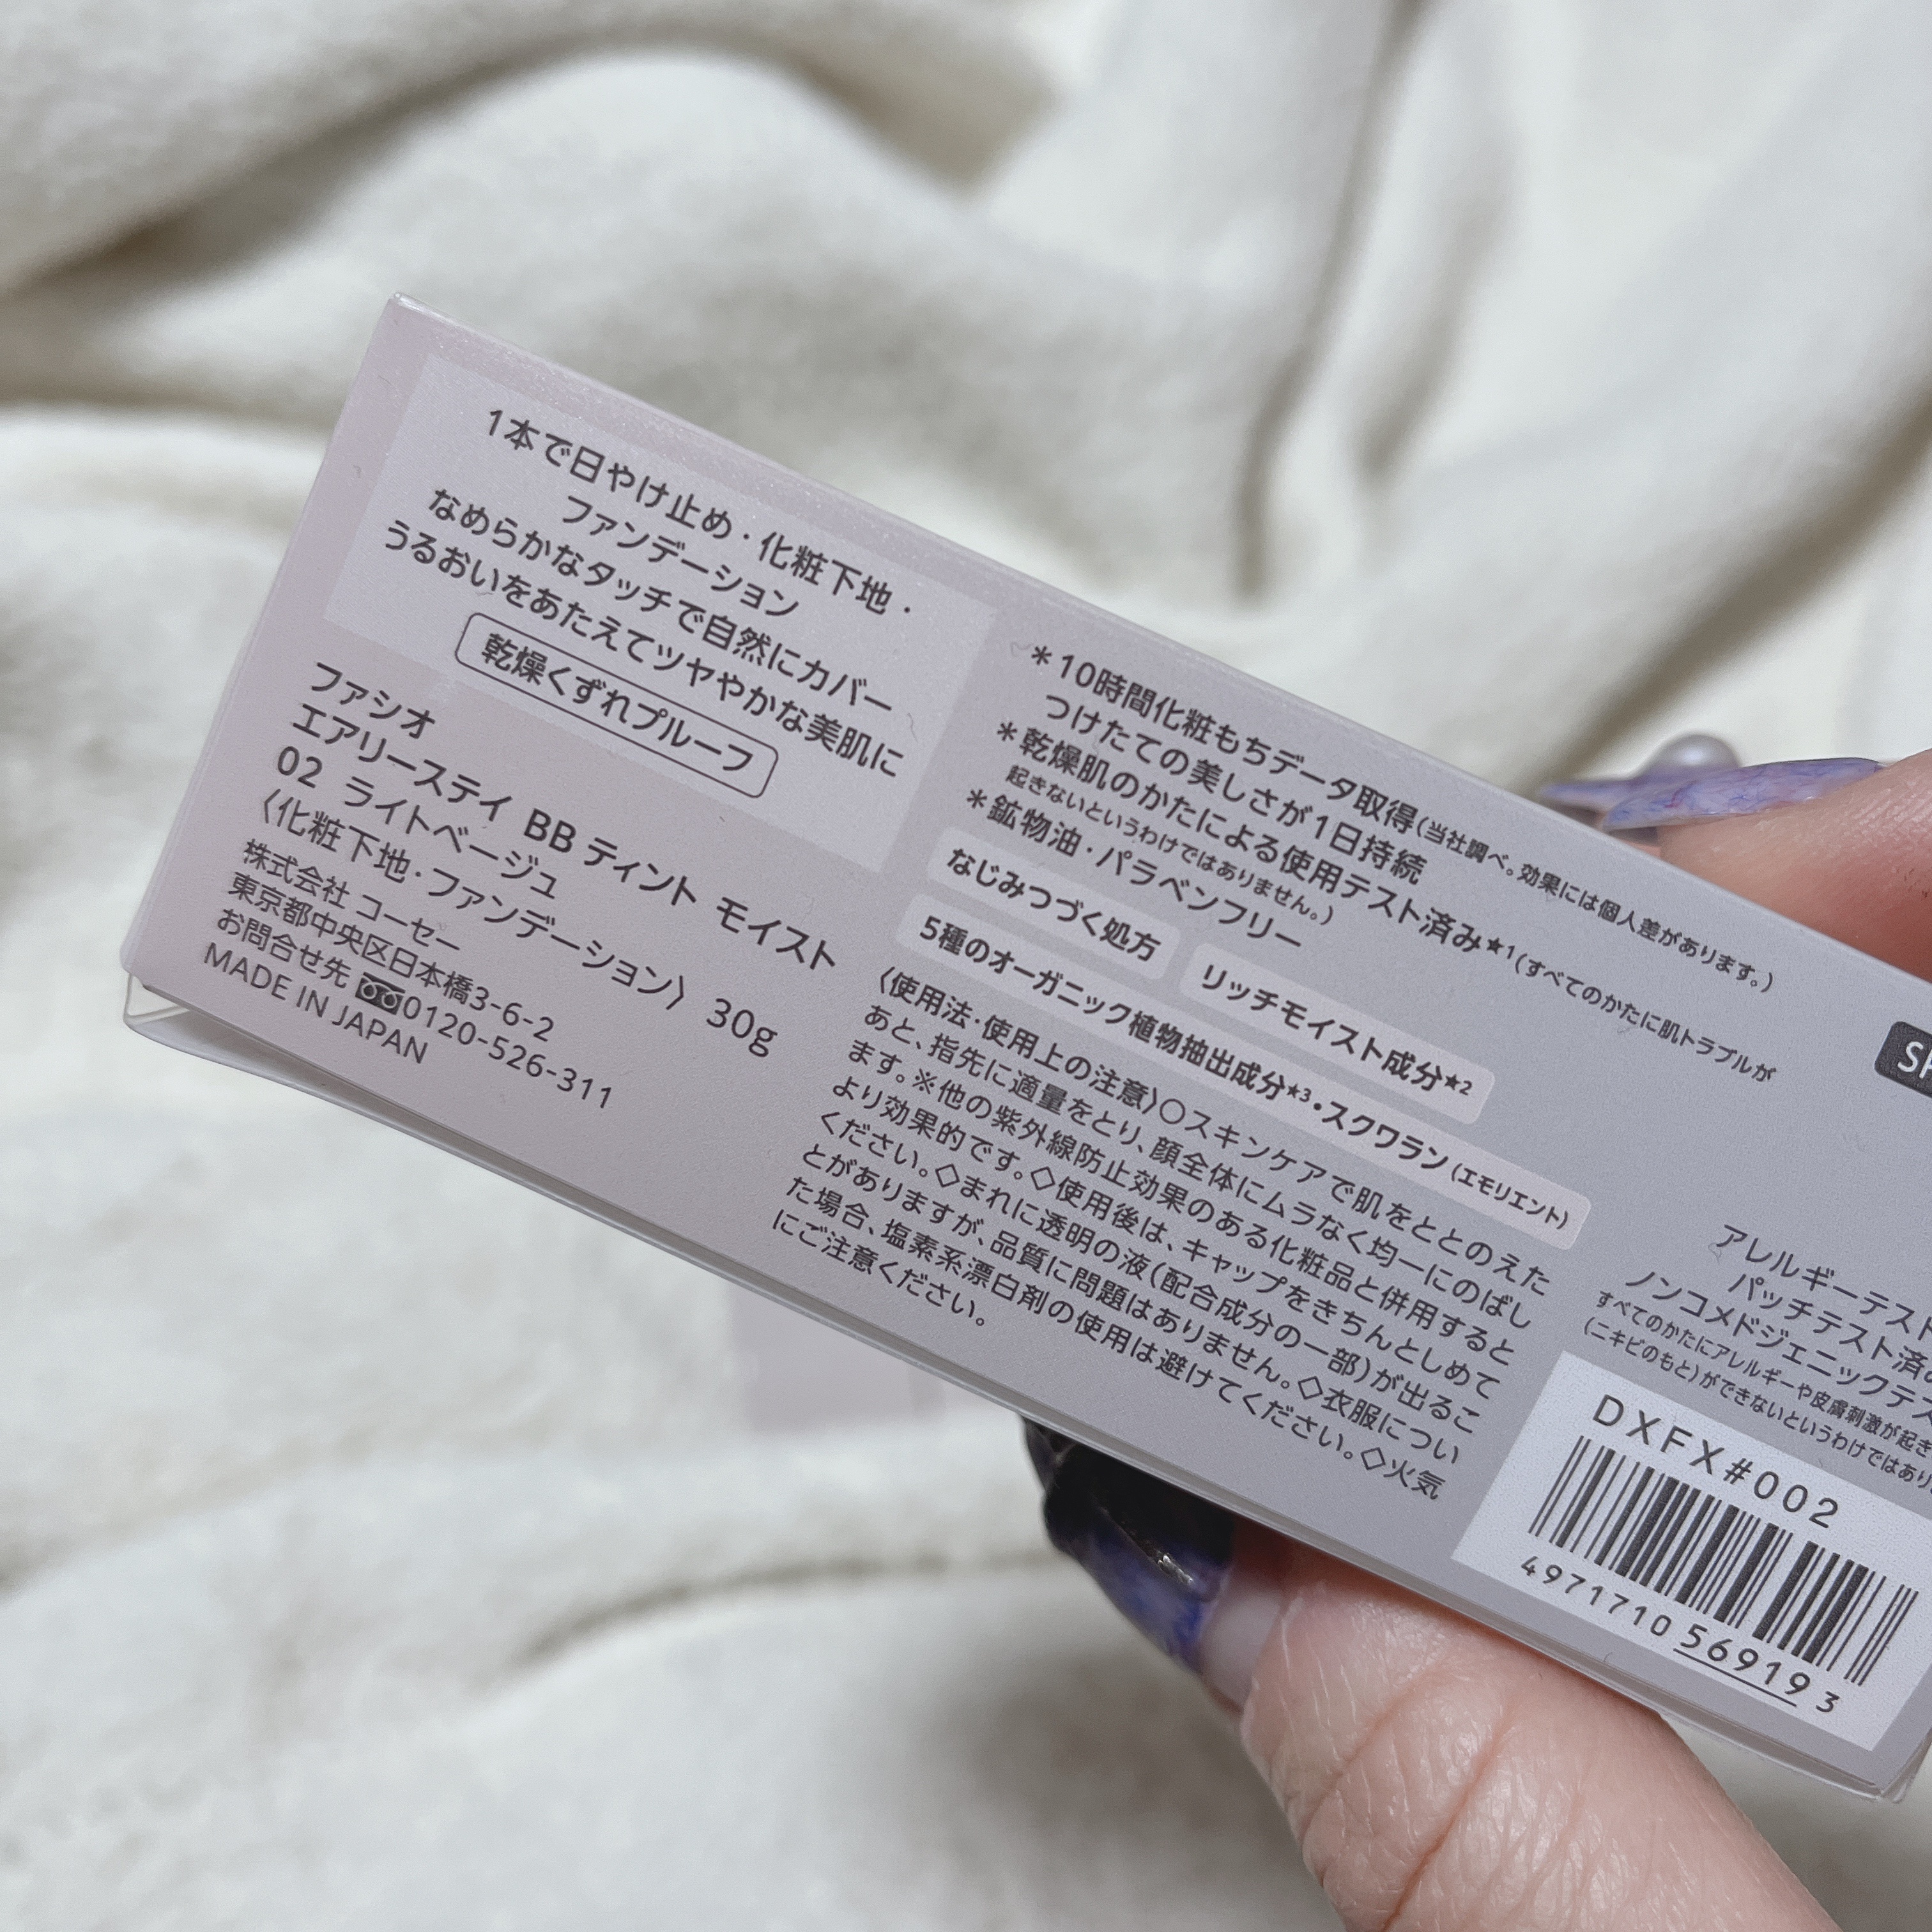 1本で日やけ止め・化粧下地・
ファンデーション
なめらかなタッチで自然にカバー
うるおいをあたえてツヤやかな美肌に
乾燥くずれプルーフ
ファシオ
エアリーステイ BB ティント モイスト
02 ライトベージュ
〈化粧下地・ファンデーション〉 30g
株式会社 コーセー
東京都中央区日本橋3-6-2
お問合せ先 0120-526-311
MADE IN JAPAN
＊10時間化粧もちデータ取得(当社調べ。効果には個人差があります。)
つけたての美しさが1日持続
＊乾燥肌のかたによる使用テスト済み★1(すべてのかたに肌トラブルが
起きないというわけではありません。)
＊鉱物油・パラベンフリー
なじみつづく処方 リッチモイスト成分★2
5種のオーガニック植物抽出成分★3・スクワラン(エモリエント)
〈使用法・使用上の注意〉○スキンケアで肌をととのえた
あと、指先に適量をとり、顔全体にムラなく均一にのばし
ます。※他の紫外線防止効果のある化粧品と併用すると
より効果的です。◇使用後は、キャップをきちんとしめて
ください。◇まれに透明の液(配合成分の一部)が出るこ
とがありますが、品質に問題はありません。◇衣服につい
た場合、塩素系漂白剤の使用は避けてください。◇火気
にご注意ください。
SP
アレルギーテスト
パッチテスト済み
ノンコメドジェニックテス
すべてのかたにアレルギーや皮膚刺激が起き
(ニキビのもと)ができないというわけではあり
DXFX#002
4971710 569193